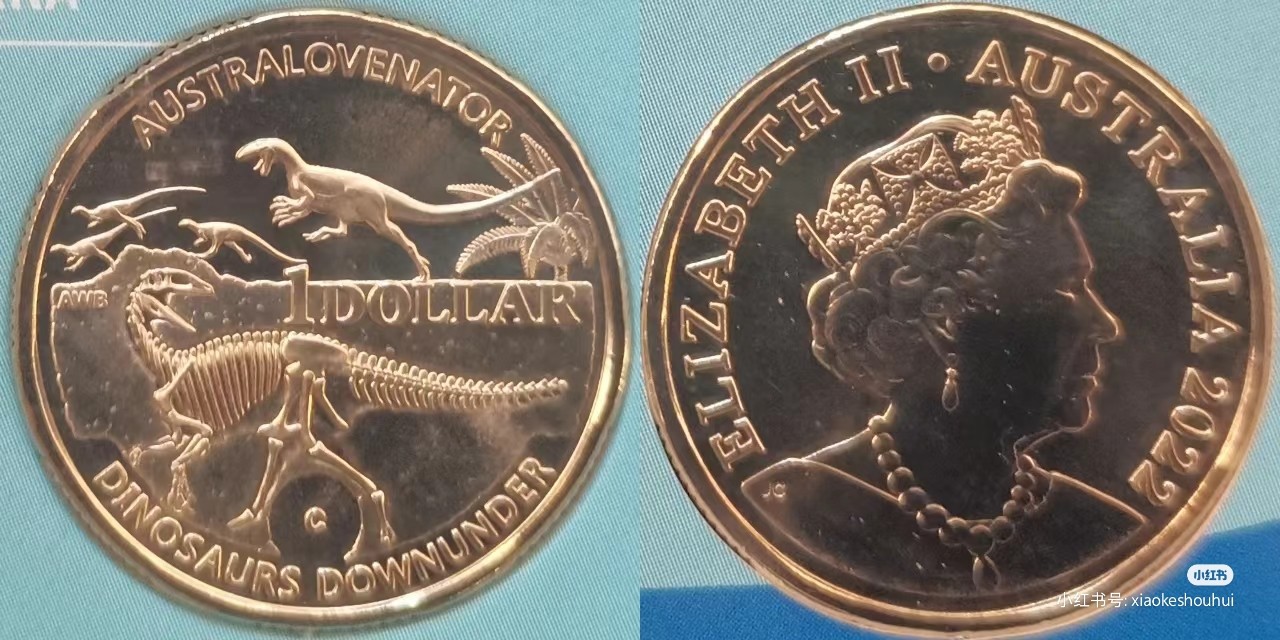 AUSTRALOVENATOR
AWB
1 DOLLAR
C
DINOSAURS DOWNUNDER
ELIZABETH II • AUSTRALIA 2022
JC
小红书
小红书号: xiaokeshouhui